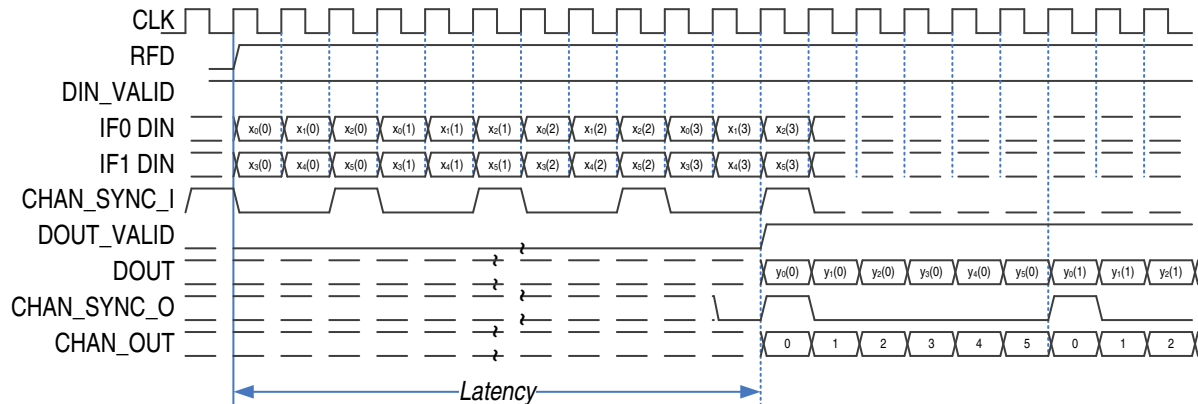 CLK
RFD
DIN_VALID
IF0 DIN x₀(0) x₁(0) x₂(0) x₀(1) x₁(1) x₂(1) x₀(2) x₁(2) x₂(2) x₀(3) x₁(3) x₂(3)
IF1 DIN x₃(0) x₄(0) x₅(0) x₃(1) x₄(1) x₅(1) x₃(2) x₄(2) x₅(2) x₃(3) x₄(3) x₅(3)
CHAN_SYNC_I
DOUT_VALID
DOUT y₀(0) y₁(0) y₂(0) y₃(0) y₄(0) y₅(0) y₀(1) y₁(1) y₂(1)
CHAN_SYNC_O
CHAN_OUT 0 1 2 3 4 5 0 1 2
Latency